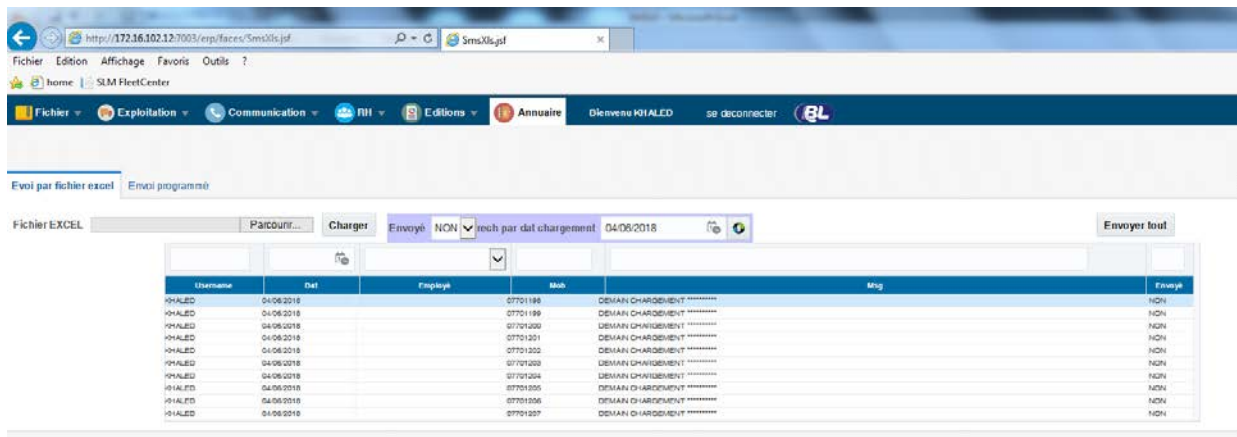 http://172.16.102.12:7003/erp/faces/SmsXls.jsf
SmsXls.jsf
Fichier Edition Affichage Favoris Outils ?
home SLM FleetCenter
Fichier Exploitation Communication RH Editions Annuaire Bienvenu KHALED se deconnecter BL
Evoi par fichier excel Envoi programmé
Fichier EXCEL Parcourir... Charger Envoyé NON rech par dat chargement 04/06/2018 Envoyer tout
Username Dat Employé Mob Msg Envoyé
KHALED 04/06/2018 07701198 DEMAIN CHARGEMENT ********** NON
KHALED 04/06/2018 07701199 DEMAIN CHARGEMENT ********** NON
KHALED 04/06/2018 07701200 DEMAIN CHARGEMENT ********** NON
KHALED 04/06/2018 07701201 DEMAIN CHARGEMENT ********** NON
KHALED 04/06/2018 07701202 DEMAIN CHARGEMENT ********** NON
KHALED 04/06/2018 07701203 DEMAIN CHARGEMENT ********** NON
KHALED 04/06/2018 07701204 DEMAIN CHARGEMENT ********** NON
KHALED 04/06/2018 07701205 DEMAIN CHARGEMENT ********** NON
KHALED 04/06/2018 07701206 DEMAIN CHARGEMENT ********** NON
KHALED 04/06/2018 07701207 DEMAIN CHARGEMENT ********** NON